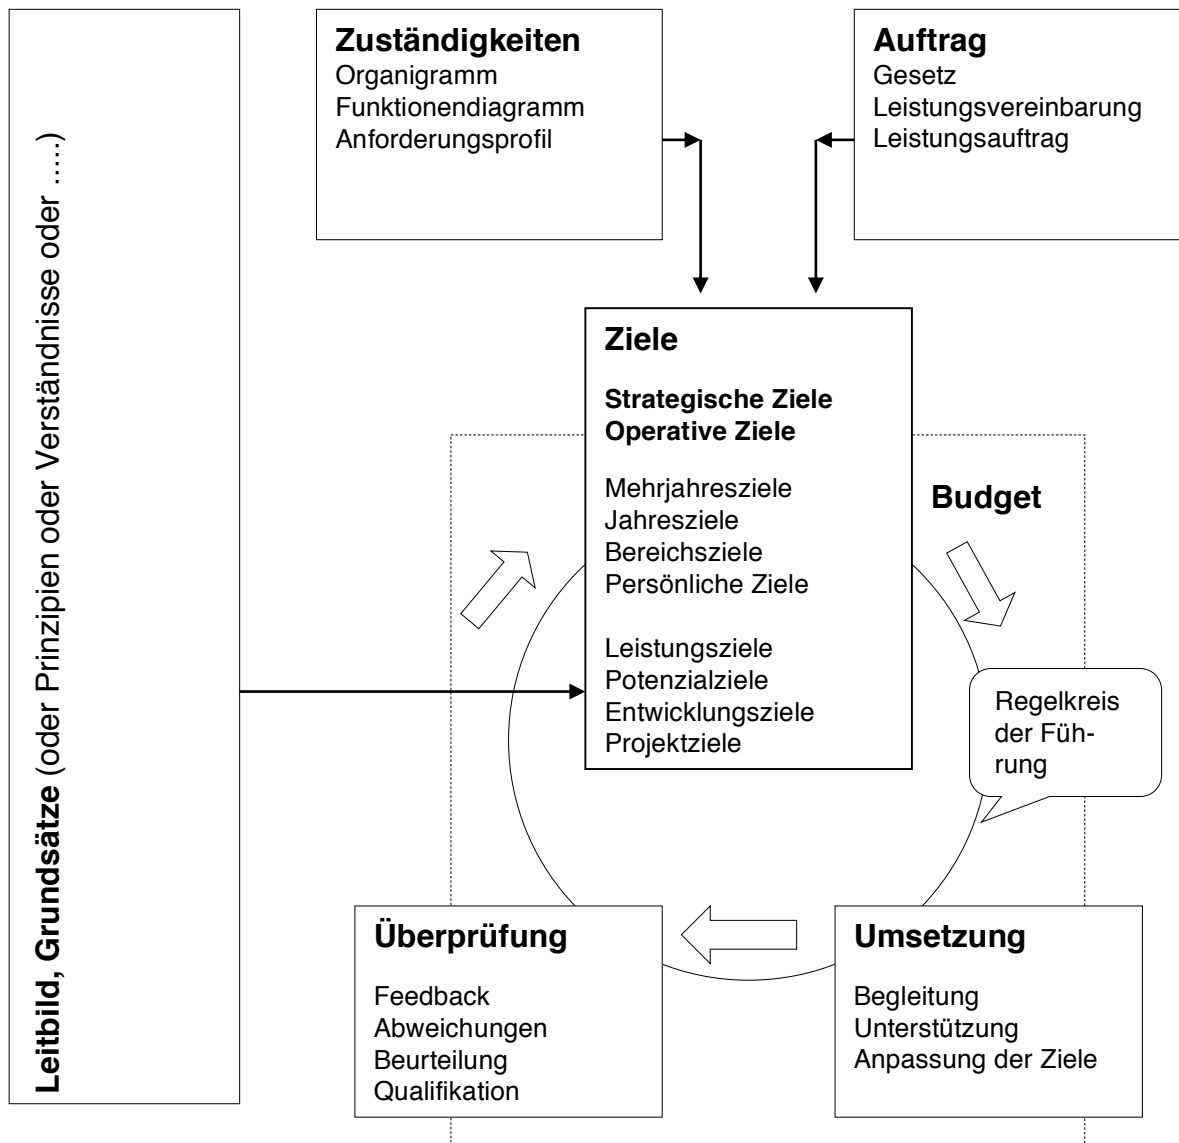 Leitbild, Grundsätze (oder Prinzipien oder Verständnisse oder .....)
Zuständigkeiten
Organigramm
Funktionendiagramm
Anforderungsprofil
Auftrag
Gesetz
Leistungsvereinbarung
Leistungsauftrag
Ziele
Strategische Ziele
Operative Ziele
Mehrjahresziele
Jahresziele
Bereichsziele
Persönliche Ziele
Leistungsziele
Potenzialziele
Entwicklungsziele
Projektziele
Budget
Regelkreis
der Füh-
rung
Überprüfung
Feedback
Abweichungen
Beurteilung
Qualifikation
Umsetzung
Begleitung
Unterstützung
Anpassung der Ziele